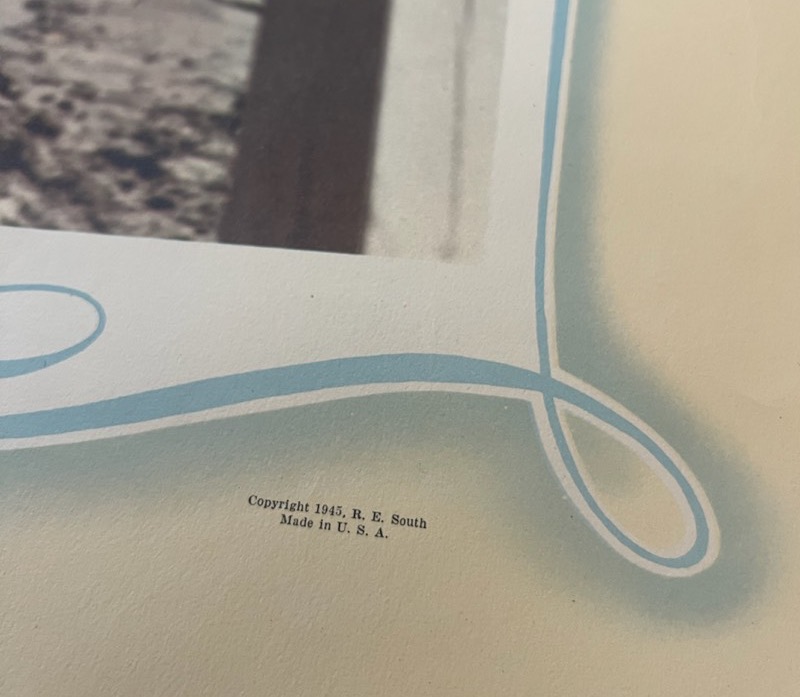 Copyright 1945, R. E. South
Made in U. S. A.